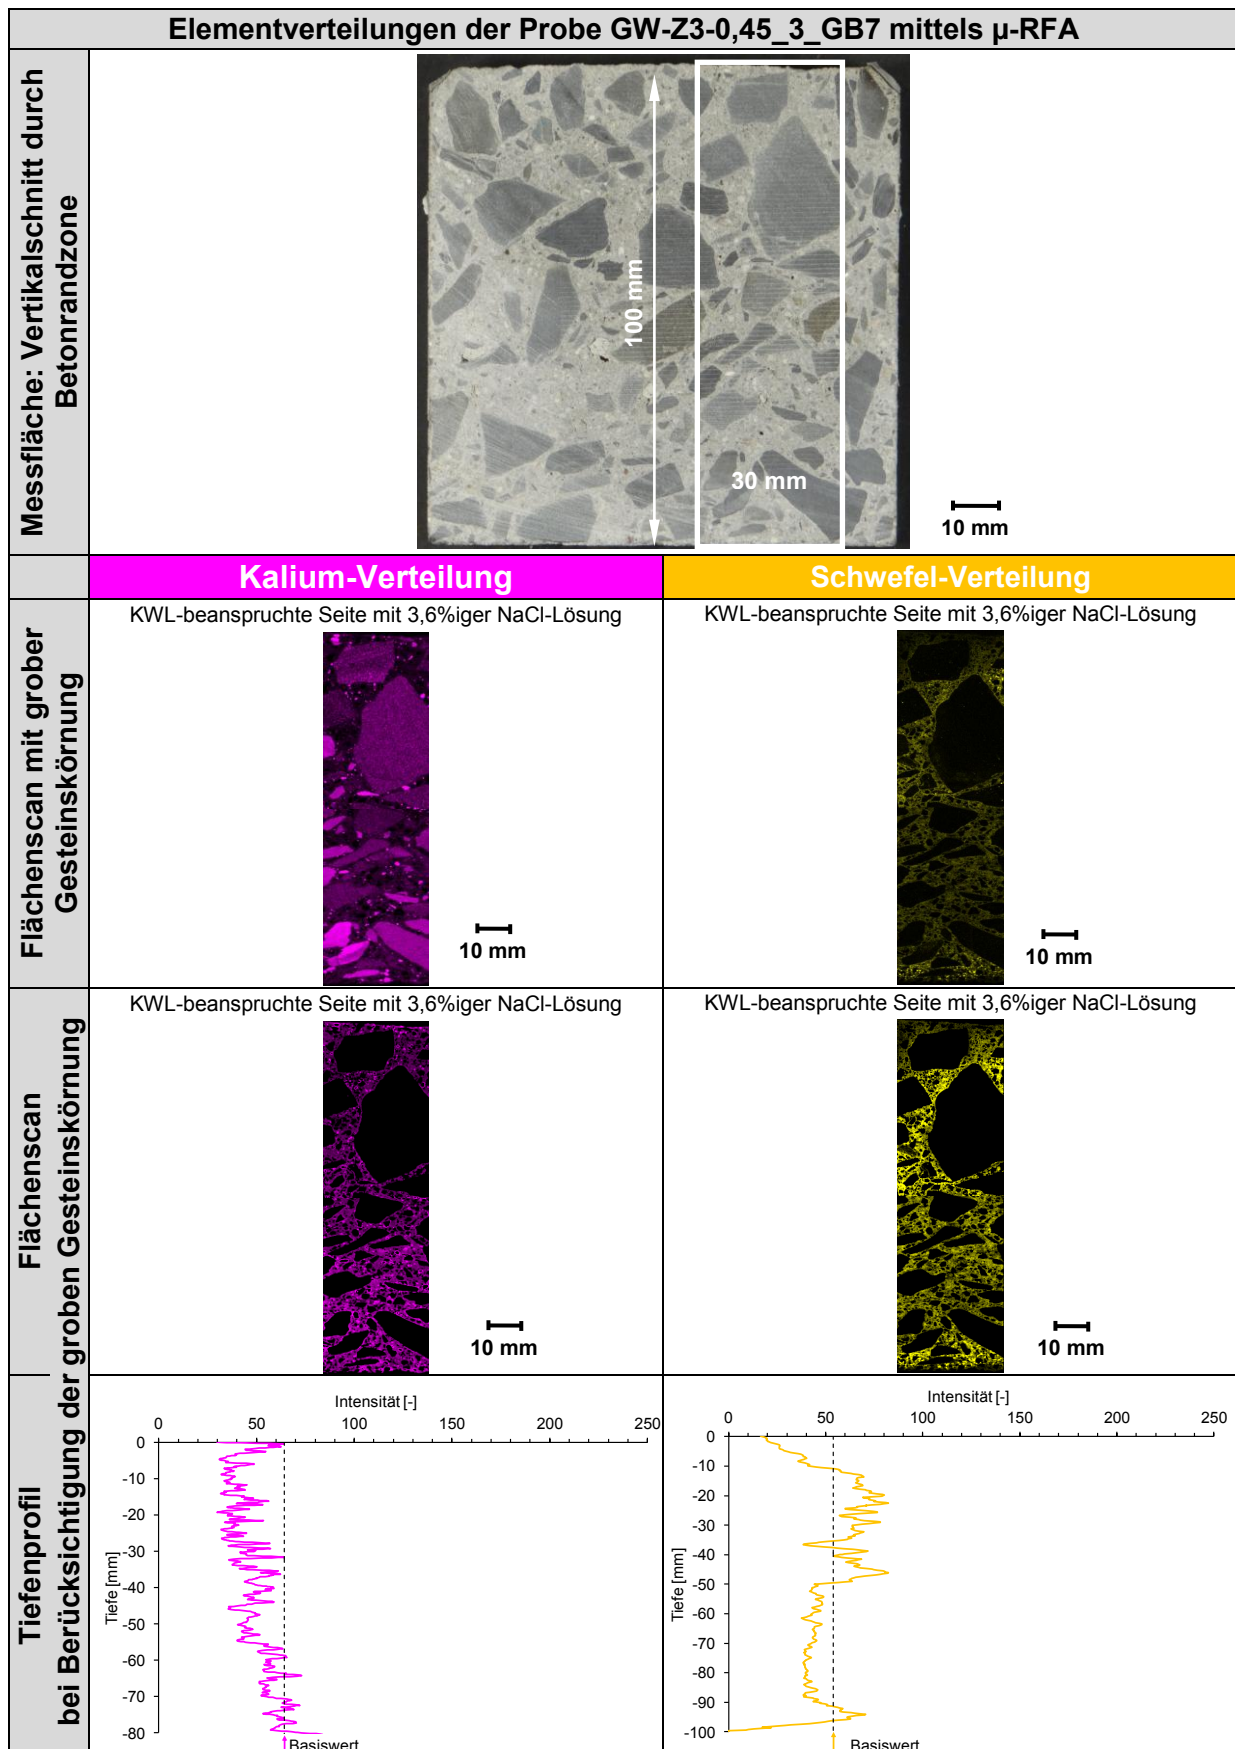 Elementverteilungen der Probe GW-Z3-0,45_3_GB7 mittels µ-RFA
Messfläche: Vertikalschnitt durch
Betonrandzone
100 mm
30 mm
10 mm
Kalium-Verteilung
Schwefel-Verteilung
Flächenscan mit grober
Gesteinskörnung
KWL-beanspruchte Seite mit 3,6%iger NaCl-Lösung
10 mm
KWL-beanspruchte Seite mit 3,6%iger NaCl-Lösung
10 mm
Flächenscan
bei Berücksichtigung der groben Gesteinskörnung
KWL-beanspruchte Seite mit 3,6%iger NaCl-Lösung
10 mm
KWL-beanspruchte Seite mit 3,6%iger NaCl-Lösung
10 mm
Tiefenprofil
Intensität [-]
0 50 100 150 200 250
Tiefe [mm]
0
-10
-20
-30
-40
-50
-60
-70
-80
Basiswert
Intensität [-]
0 50 100 150 200 250
Tiefe [mm]
0
-10
-20
-30
-40
-50
-60
-70
-80
-90
-100
Basiswert